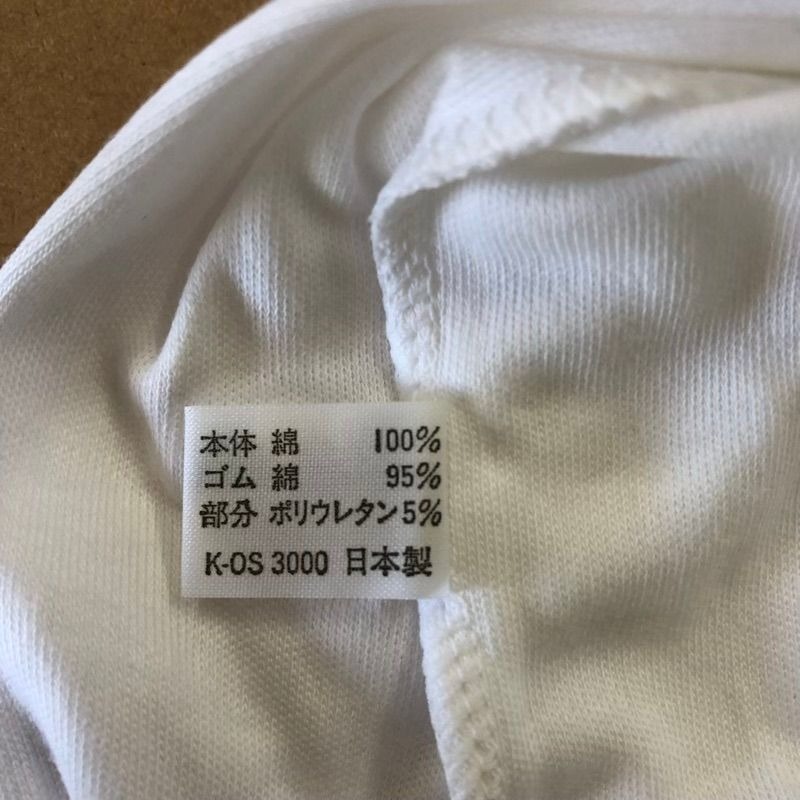 本体 綿 100%
ゴム 綿 95%
部分 ポリウレタン 5%
K-OS 3000 日本製